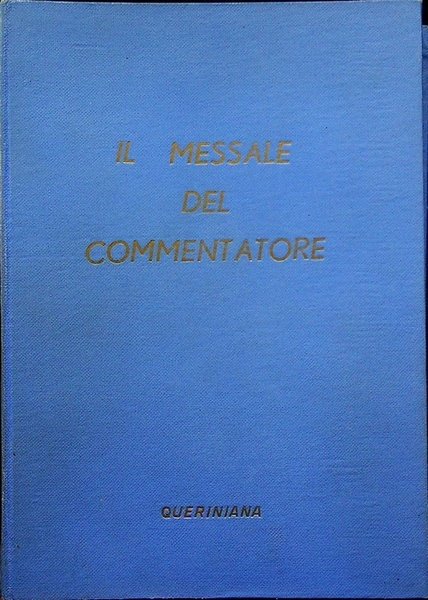 IL MESSALE
DEL
COMMENTATORE
QUERINIANA